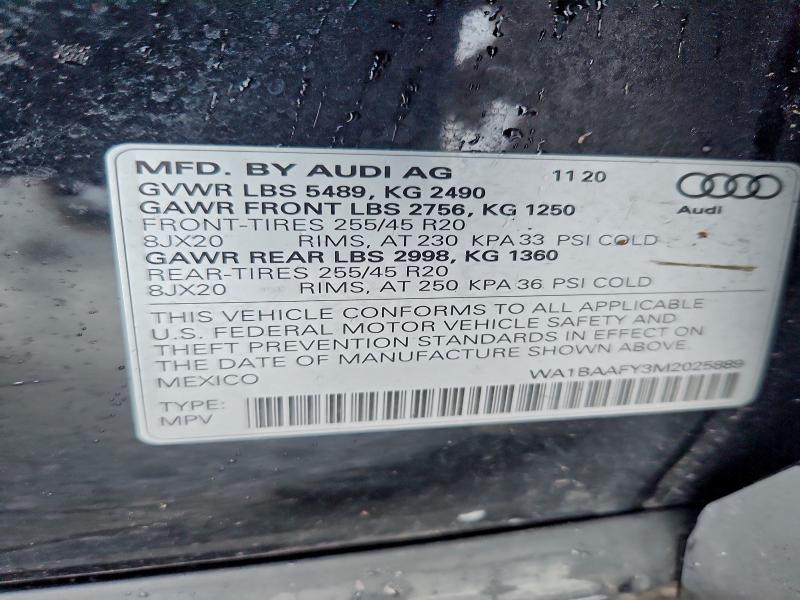 MFD. BY AUDI AG 11 20
GVWR LBS 5489, KG 2490
GAWR FRONT LBS 2756, KG 1250
Audi
FRONT-TIRES 255/45 R20
8JX20 RIMS, AT 230 KPA 33 PSI COLD
GAWR REAR LBS 2998, KG 1360
REAR-TIRES 255/45 R20
8JX20 RIMS, AT 250 KPA 36 PSI COLD
THIS VEHICLE CONFORMS TO ALL APPLICABLE
U.S. FEDERAL MOTOR VEHICLE SAFETY AND
THEFT PREVENTION STANDARDS IN EFFECT ON
THE DATE OF MANUFACTURE SHOWN ABOVE.
MEXICO WA1BAAFY3M2025889
TYPE:
MPV